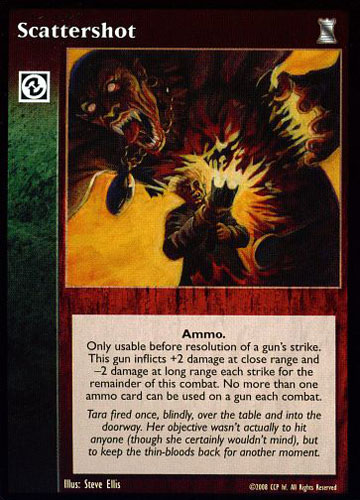 Scattershot
Ammo.
Only usable before resolution of a gun's strike.
This gun inflicts +2 damage at close range and
–2 damage at long range each strike for the
remainder of this combat. No more than one
ammo card can be used on a gun each combat.
Tara fired once, blindly, over the table and into the
doorway. Her objective wasn't actually to hit
anyone (though she certainly wouldn't mind), but
to keep the thin-bloods back for another moment.
Illus: Steve Ellis
©2008 CCP hf. All Rights Reserved